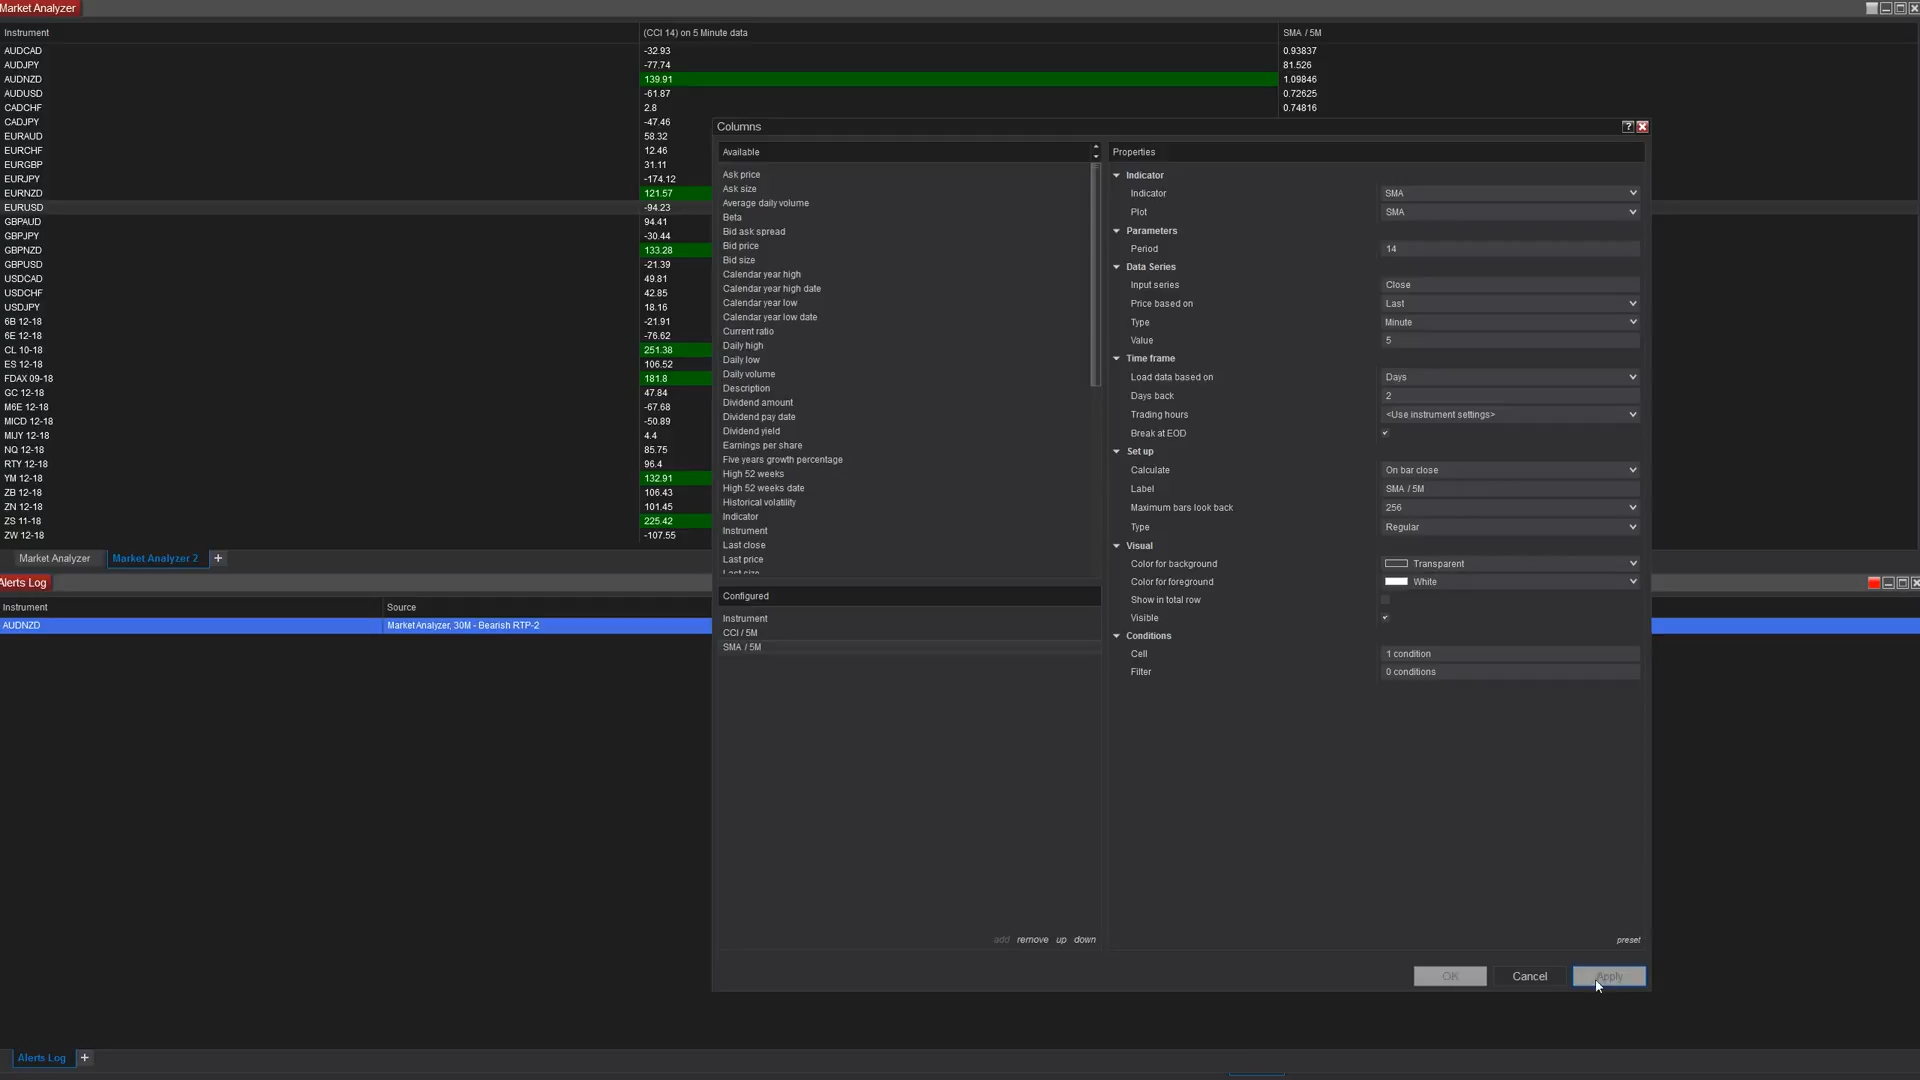 Market Analyzer
Instrument (CCI 14) on 5 Minute data SMA / 5M
AUDCAD -32.93 0.93837
AUDJPY -77.74 81.526
AUDNZD 139.91 1.09846
AUDUSD -61.87 0.72625
CADCHF 2.8 0.74816
CADJPY -47.46
EURAUD 58.32
EURCHF 12.46
EURGBP 31.11
EURJPY -174.12
EURNZD 121.57
EURUSD -94.23
GBPAUD 94.41
GBPJPY -30.44
GBPNZD 133.28
GBPUSD -21.39
USDCAD 49.81
USDCHF 42.85
USDJPY 18.16
6B 12-18 -21.91
6E 12-18 -76.62
CL 10-18 251.38
ES 12-18 106.52
FDAX 09-18 181.8
GC 12-18 47.84
M6E 12-18 -67.68
MICD 12-18 -50.89
MIJY 12-18 4.4
NQ 12-18 85.75
RTY 12-18 96.4
YM 12-18 132.91
ZB 12-18 106.43
ZN 12-18 101.45
ZS 11-18 225.42
ZW 12-18 -107.55
Market Analyzer Market Analyzer 2 +
Columns ?
Available
Ask price
Ask size
Average daily volume
Beta
Bid ask spread
Bid price
Bid size
Calendar year high
Calendar year high date
Calendar year low
Calendar year low date
Current ratio
Daily high
Daily low
Daily volume
Description
Dividend amount
Dividend pay date
Dividend yield
Earnings per share
Five years growth percentage
High 52 weeks
High 52 weeks date
Historical volatility
Indicator
Instrument
Last close
Last price
Last size
Configured
Instrument
CCI / 5M
SMA / 5M
add remove up down
Properties
Indicator
Indicator SMA
Plot SMA
Parameters
Period 14
Data Series
Input series Close
Price based on Last
Type Minute
Value 5
Time frame
Load data based on Days
Days back 2
Trading hours <Use instrument settings>
Break at EOD
Set up
Calculate On bar close
Label SMA / 5M
Maximum bars look back 256
Type Regular
Visual
Color for background Transparent
Color for foreground White
Show in total row
Visible
Conditions
Cell 1 condition
Filter 0 conditions
preset
OK Cancel Apply
Alerts Log
Instrument Source
AUDNZD Market Analyzer, 30M - Bearish RTP-2
Alerts Log +